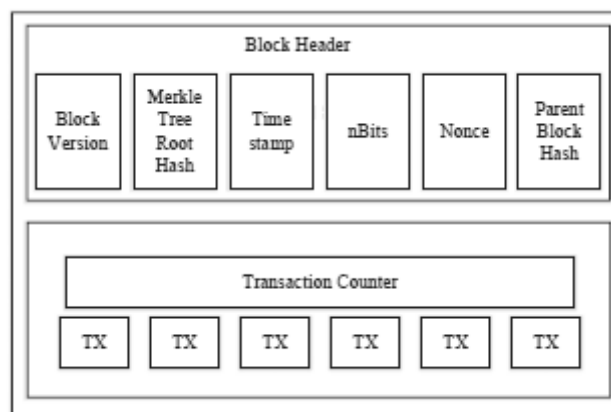 Block Header
Block
Version
Merkle
Tree
Root
Hash
Time
stamp
nBits
Nonce
Parent
Block
Hash
Transaction Counter
TX
TX
TX
TX
TX
TX